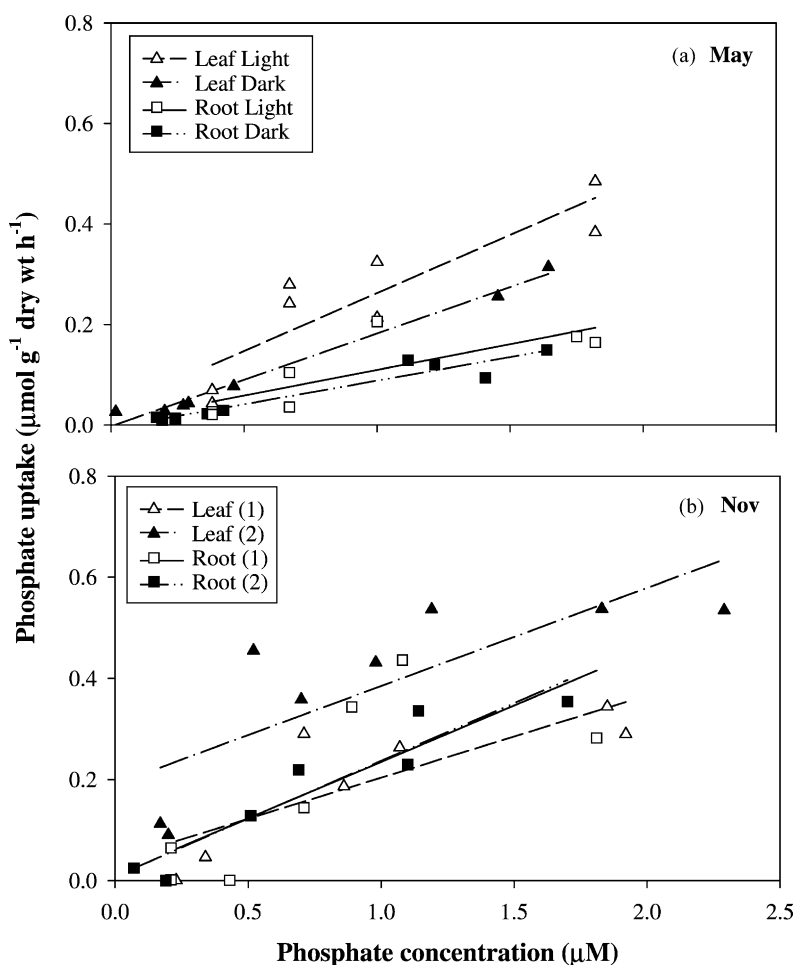 0.8
(a) May
Leaf Light
Leaf Dark
Root Light
Root Dark
0.6
0.4
0.2
0.0
Phosphate uptake (μmol g⁻¹ dry wt h⁻¹)
0.8
(b) Nov
Leaf (1)
Leaf (2)
Root (1)
Root (2)
0.6
0.4
0.2
0.0
0.0 0.5 1.0 1.5 2.0 2.5
Phosphate concentration (μM)